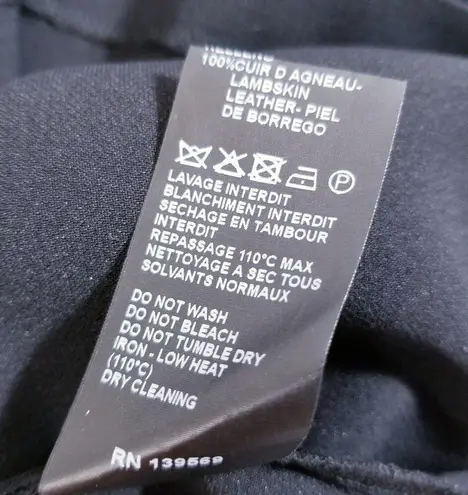 100%CUIR D AGNEAU-
LAMBSKIN
LEATHER- PIEL
DE BORREGO
P
LAVAGE INTERDIT
BLANCHIMENT INTERDIT
SECHAGE EN TAMBOUR
INTERDIT
REPASSAGE 110°C MAX
NETTOYAGE A SEC TOUS
SOLVANTS NORMAUX
DO NOT WASH
DO NOT BLEACH
DO NOT TUMBLE DRY
IRON - LOW HEAT
(110°C)
DRY CLEANING
RN 139569